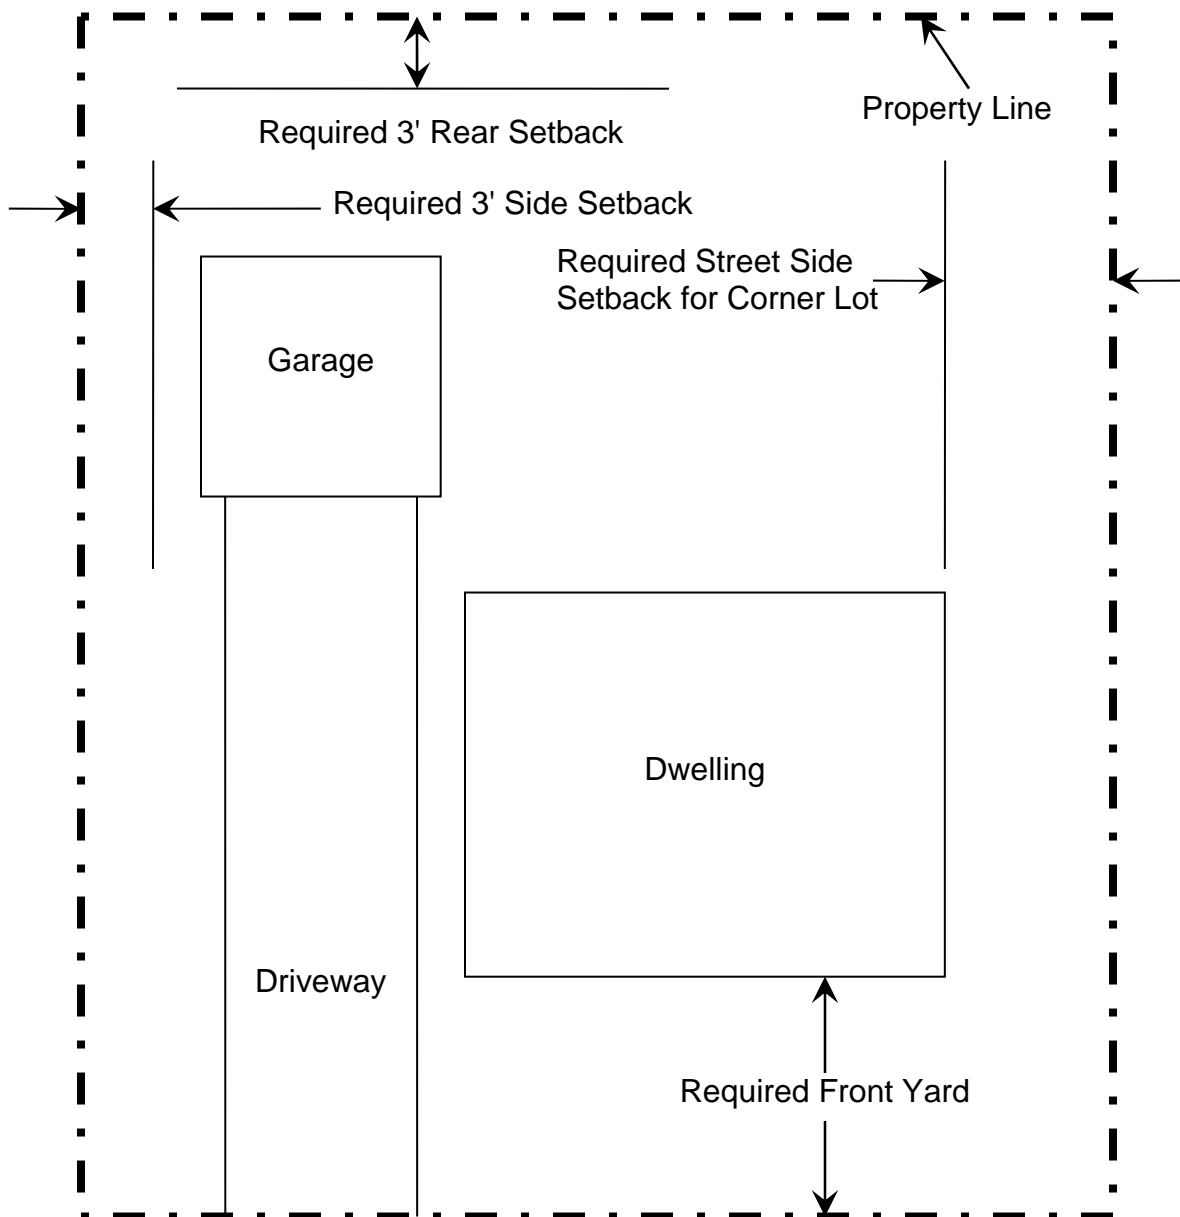 Property Line
Required 3' Rear Setback
Required 3' Side Setback
Required Street Side
Setback for Corner Lot
Garage
Dwelling
Driveway
Required Front Yard